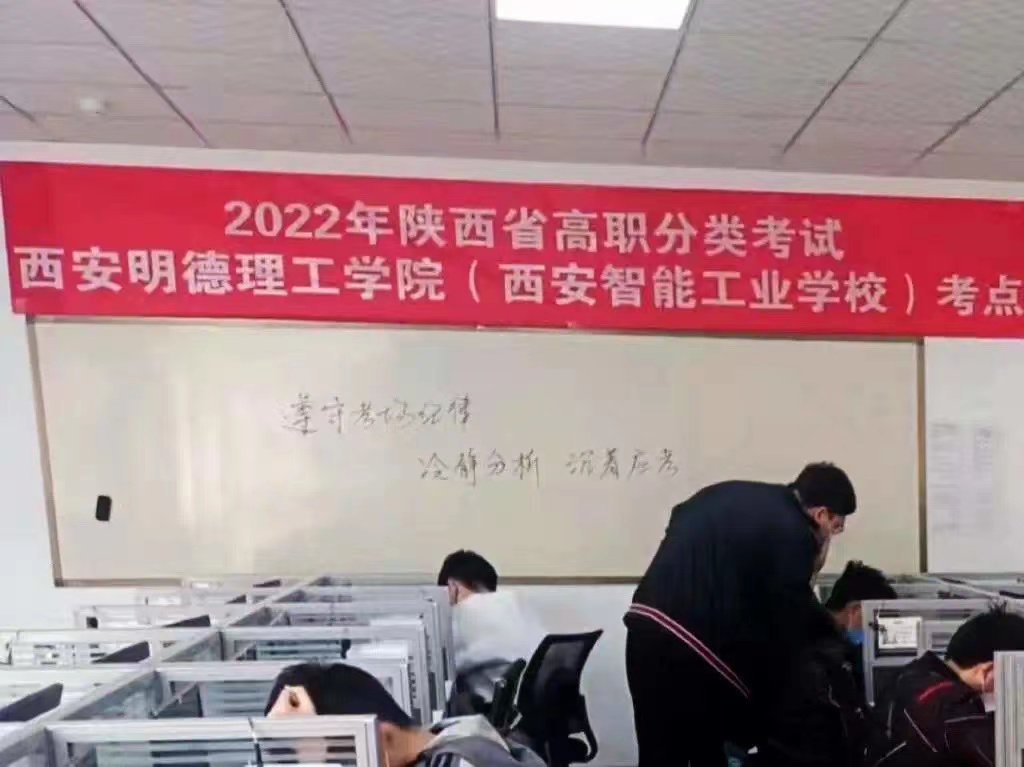 2022年陕西省高职分类考试
西安明德理工学院（西安智能工业学校）考点
遵守考场纪律
冷静分析 沉着应考